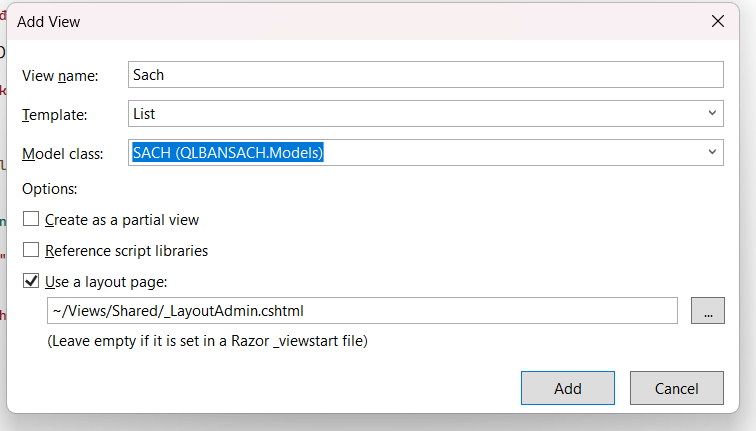 Add View
View name:
Sach
Template:
List
Model class:
SACH (QLBANSACH.Models)
Options:
Create as a partial view
Reference script libraries
Use a layout page:
~/Views/Shared/_LayoutAdmin.cshtml
...
(Leave empty if it is set in a Razor _viewstart file)
Add
Cancel